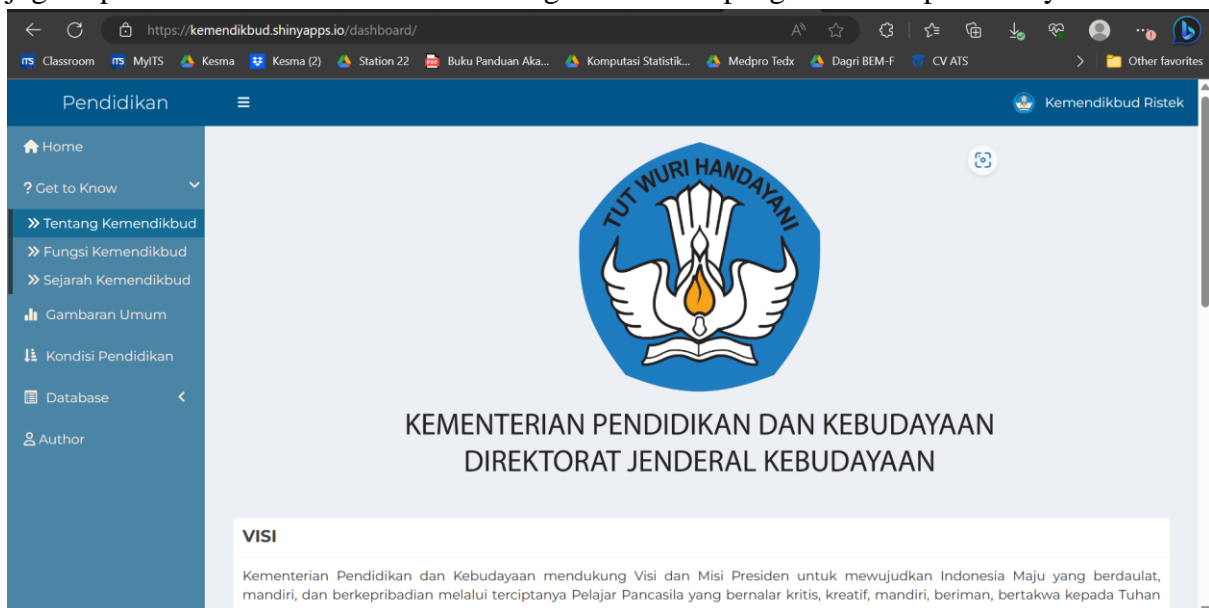 https://kemendikbud.shinyapps.io/dashboard/
ITS Classroom ITS MyITS Kesma Kesma (2) Station 22 Buku Panduan Aka... Komputasi Statistik... Medpro Tedx Dagri BEM-F CV ATS Other favorites
Pendidikan Kemendikbud Ristek
Home
? Get to Know
Tentang Kemendikbud
Fungsi Kemendikbud
Sejarah Kemendikbud
Gambaran Umum
Kondisi Pendidikan
Database
Author
TUT WURI HANDAYANI
KEMENTERIAN PENDIDIKAN DAN KEBUDAYAAN
DIREKTORAT JENDERAL KEBUDAYAAN
VISI
Kementerian Pendidikan dan Kebudayaan mendukung Visi dan Misi Presiden untuk mewujudkan Indonesia Maju yang berdaulat,
mandiri, dan berkepribadian melalui terciptanya Pelajar Pancasila yang bernalar kritis, kreatif, mandiri, beriman, bertakwa kepada Tuhan